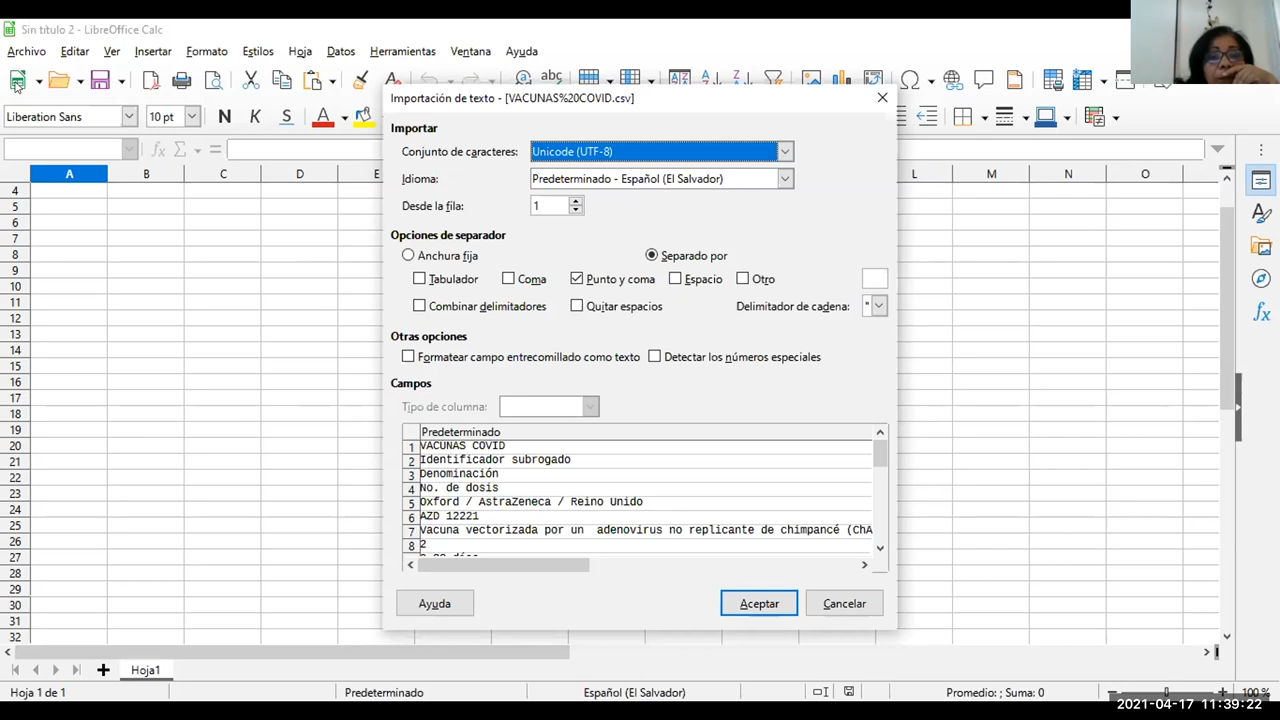 Sin título 2 - LibreOffice Calc
Archivo Editar Ver Insertar Formato Estilos Hoja Datos Herramientas Ventana Ayuda
Liberation Sans 10 pt N K S A
Importación de texto - [VACUNAS%20COVID.csv]
Importar
Conjunto de caracteres: Unicode (UTF-8)
Idioma: Predeterminado - Español (El Salvador)
Desde la fila: 1
Opciones de separador
Anchura fija Separado por
Tabulador Coma Punto y coma Espacio Otro
Combinar delimitadores Quitar espacios Delimitador de cadena: "
Otras opciones
Formatear campo entrecomillado como texto Detectar los números especiales
Campos
Tipo de columna:
Predeterminado
1 VACUNAS COVID
2 Identificador subrogado
3 Denominación
4 No. de dosis
5 Oxford / AstraZeneca / Reino Unido
6 AZD 12221
7 Vacuna vectorizada por un adenovirus no replicante de chimpancé (ChA
8 2
Ayuda Aceptar Cancelar
A B C D E L M N O
4
5
6
7
8
9
10
11
12
13
14
15
16
17
18
19
20
21
22
23
24
25
26
27
28
29
30
31
32
Hoja1
Hoja 1 de 1 Predeterminado Español (El Salvador) Promedio: ; Suma: 0 100 %
2021-04-17 11:39:22